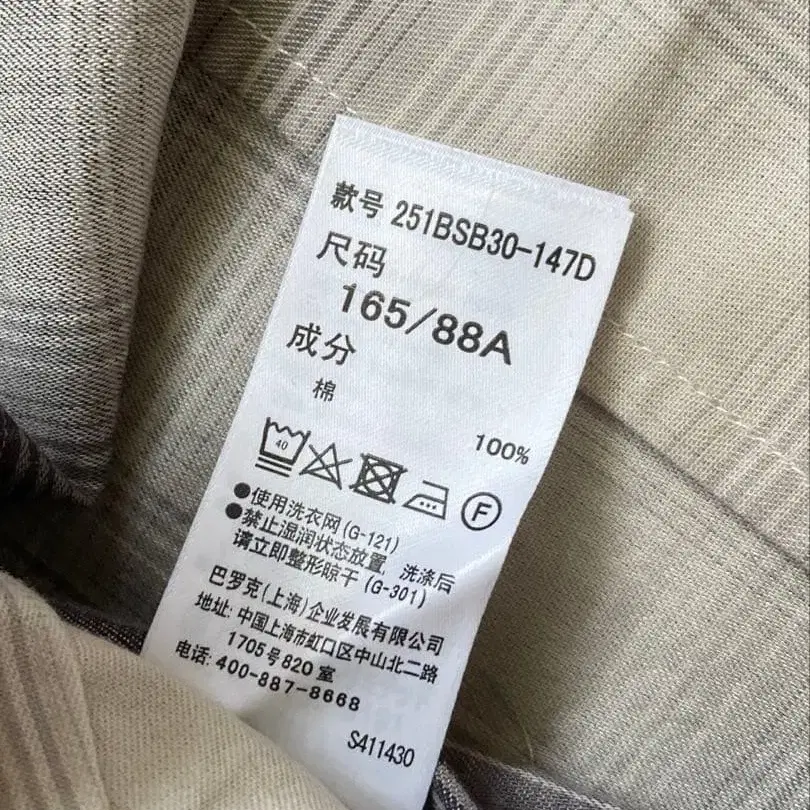 款号 251BSB30-147D
尺码
165/88A
成分
棉
100%
40
F
●使用洗衣网(G-121)
●禁止湿润状态放置, 洗涤后
请立即整形晾干 (G-301)
巴罗克(上海)企业发展有限公司
地址: 中国上海市虹口区中山北二路
1705号820室
电话: 400-887-8668
S411430